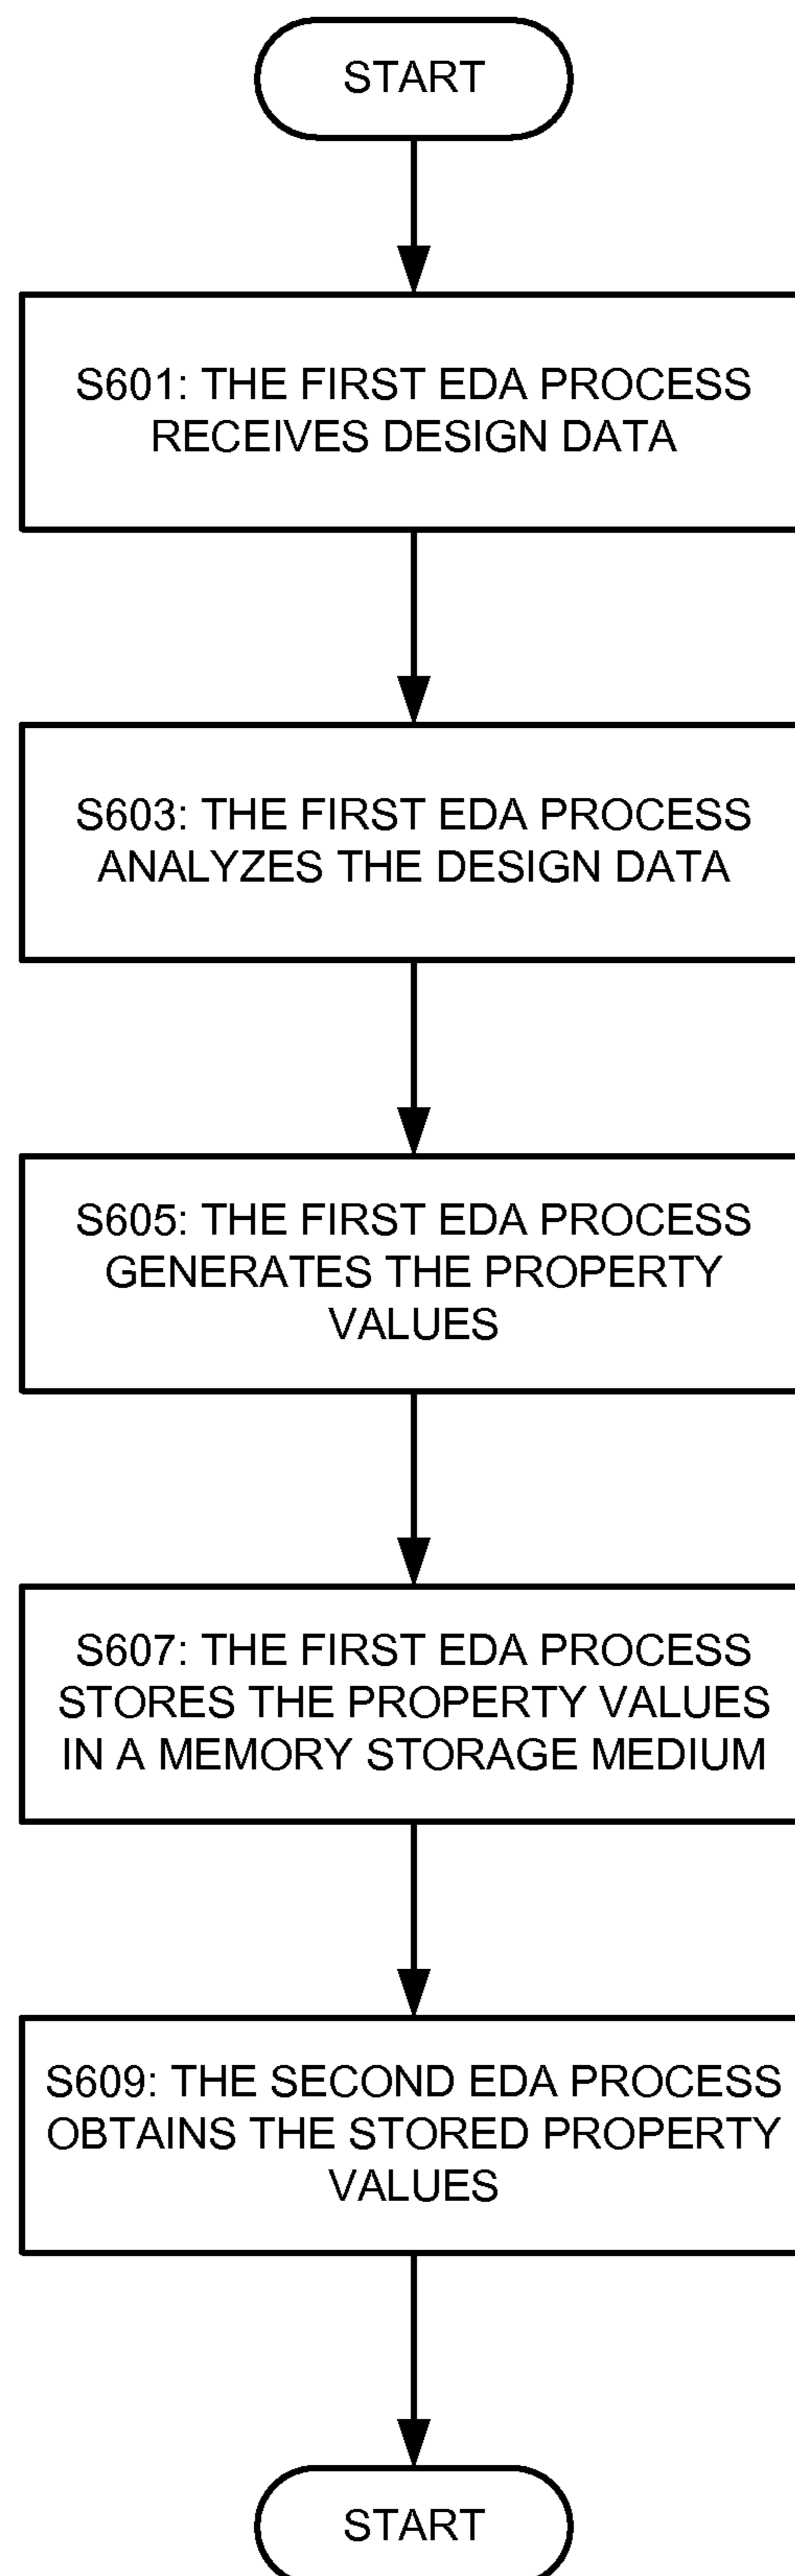 START
S601: THE FIRST EDA PROCESS
RECEIVES DESIGN DATA
S603: THE FIRST EDA PROCESS
ANALYZES THE DESIGN DATA
S605: THE FIRST EDA PROCESS
GENERATES THE PROPERTY
VALUES
S607: THE FIRST EDA PROCESS
STORES THE PROPERTY VALUES
IN A MEMORY STORAGE MEDIUM
S609: THE SECOND EDA PROCESS
OBTAINS THE STORED PROPERTY
VALUES
START